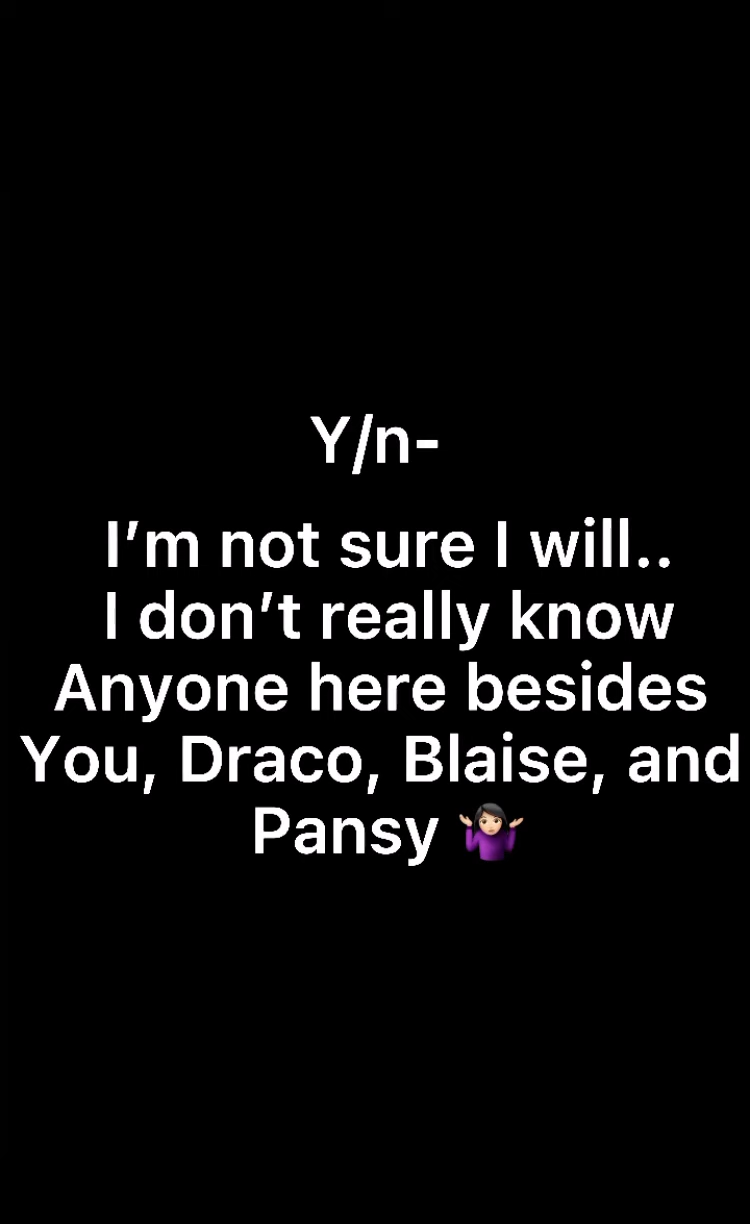 Y/n-
I’m not sure I will..
I don’t really know
Anyone here besides
You, Draco, Blaise, and
Pansy 🤷🏻‍♀️